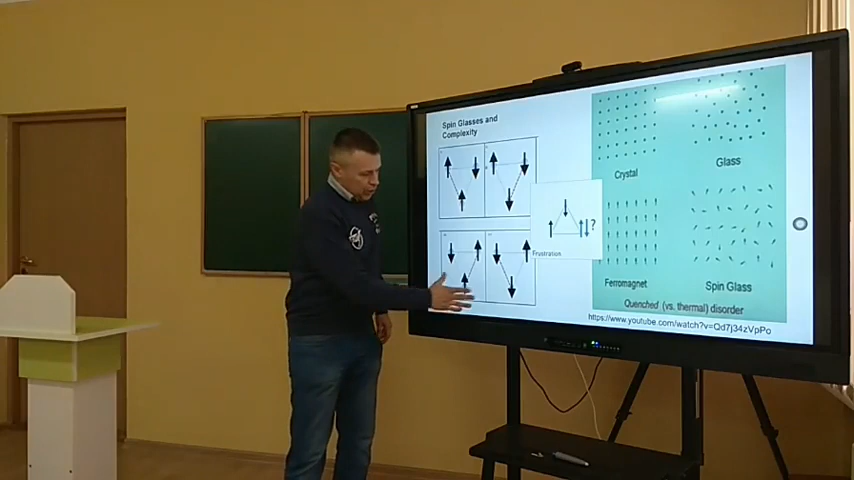 Spin Glasses and
Complexity
Frustration
?
Crystal
Glass
Ferromagnet
Spin Glass
Quenched (vs. thermal) disorder
https://www.youtube.com/watch?v=Qd7j34zVpPo